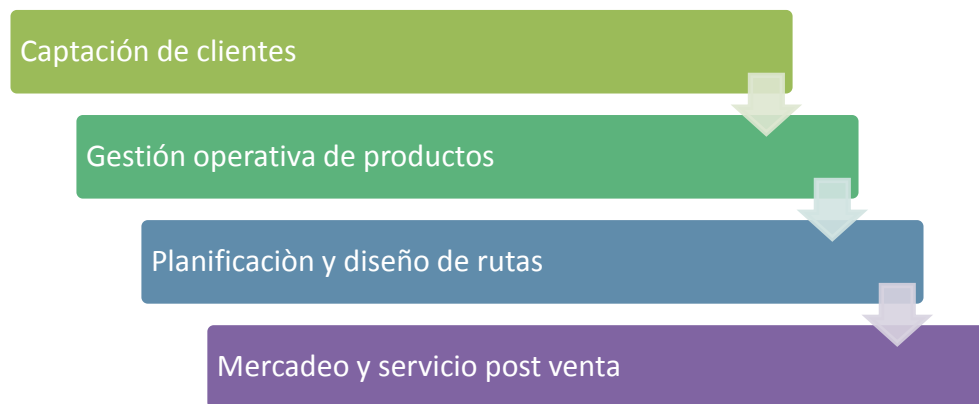 Captación de clientes
Gestión operativa de productos
Planificaciòn y diseño de rutas
Mercadeo y servicio post venta